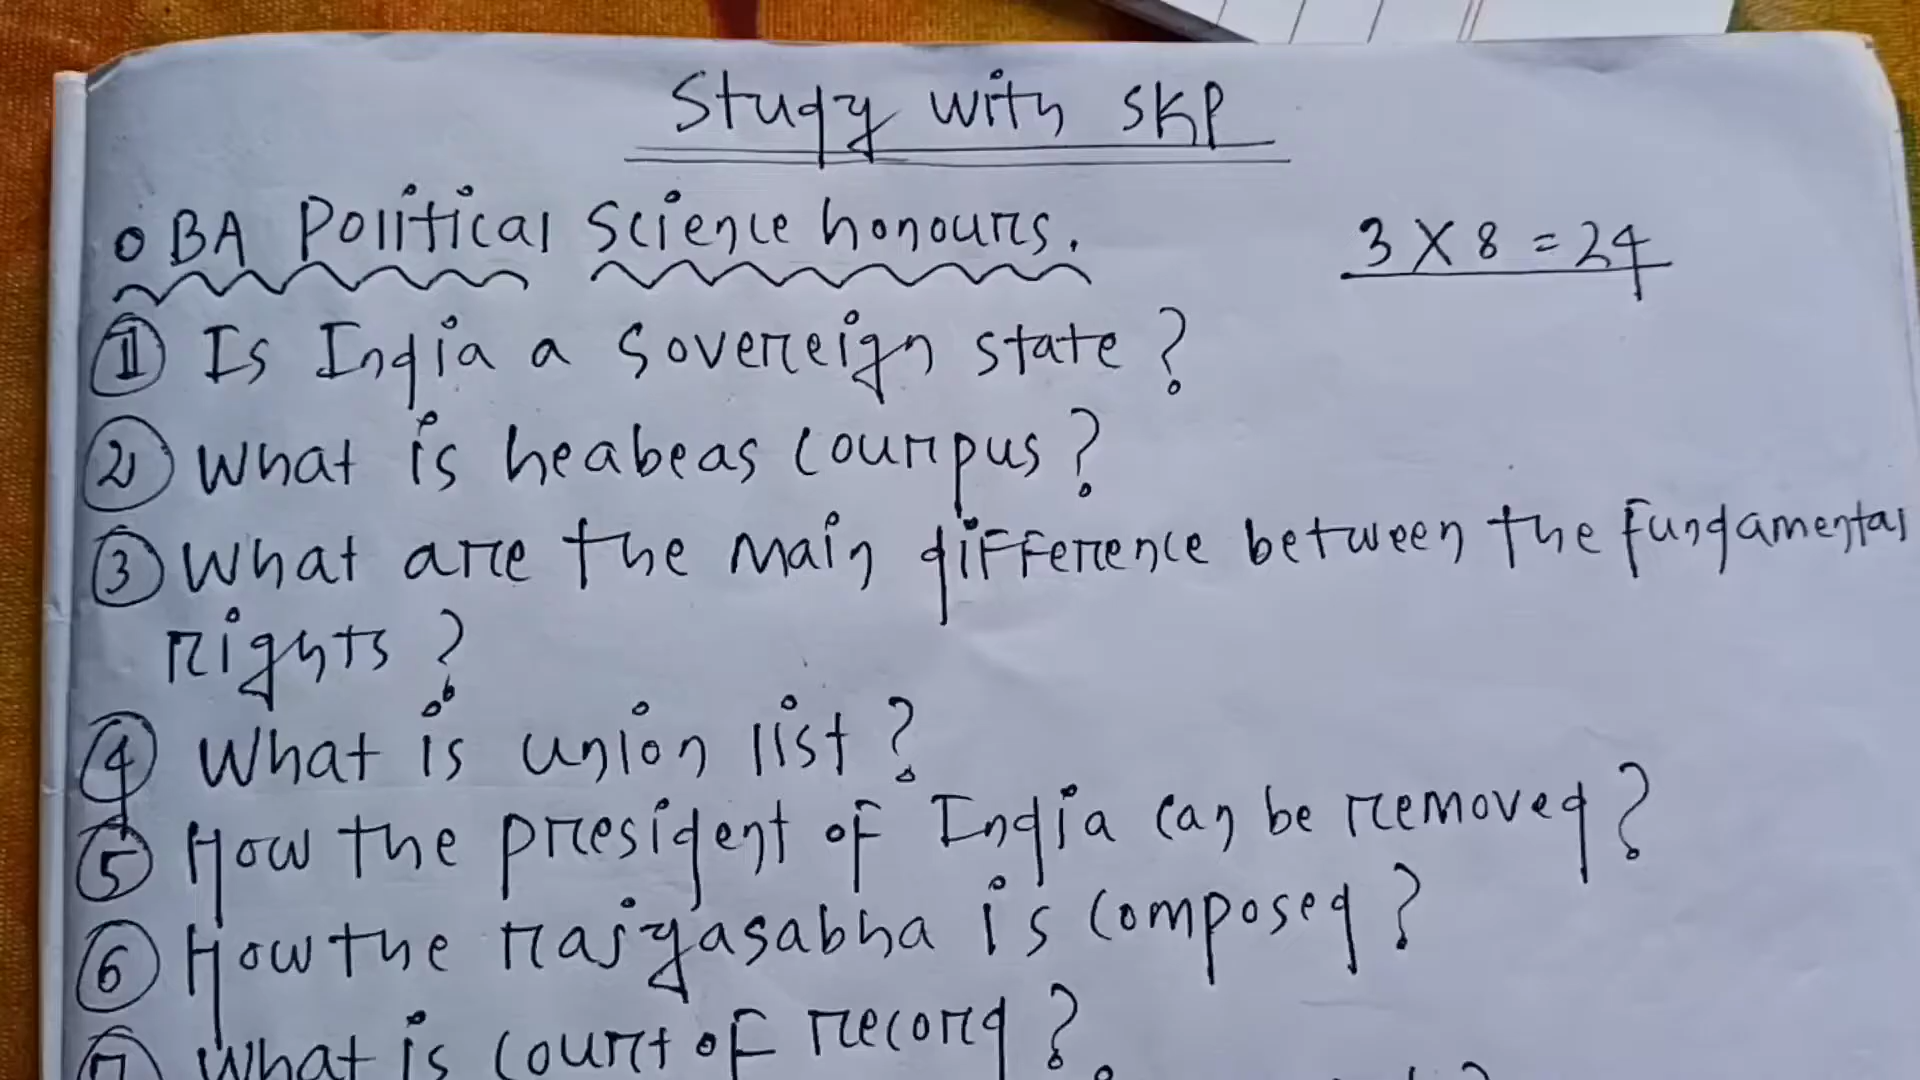 Study with SKP
BA Political Science honours.
3 X 8 = 24
① Is India a sovereign state ?
② What is heabeas courpus ?
③ What are the main difference between the fundamental
rights ?
④ What is union list ?
⑤ How the president of India can be removed ?
⑥ How the rajyasabha is composed ?
⑦ What is court of record ?